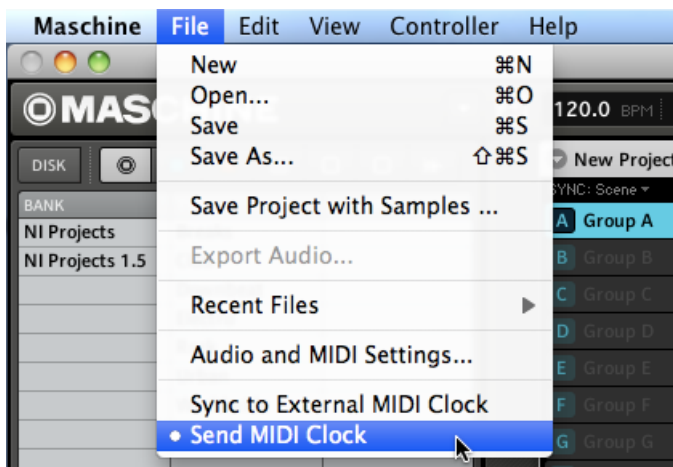 Maschine File Edit View Controller Help
New ⌘N
Open... ⌘O
Save ⌘S
Save As... ⇧⌘S
Save Project with Samples ...
Export Audio...
Recent Files
Audio and MIDI Settings...
Sync to External MIDI Clock
Send MIDI Clock
MAS
120.0 BPM
DISK
BANK
NI Projects
NI Projects 1.5
New Projec
SYNC: Scene
A Group A
B Group B
C Group C
D Group D
E Group E
F Group F
G Group G